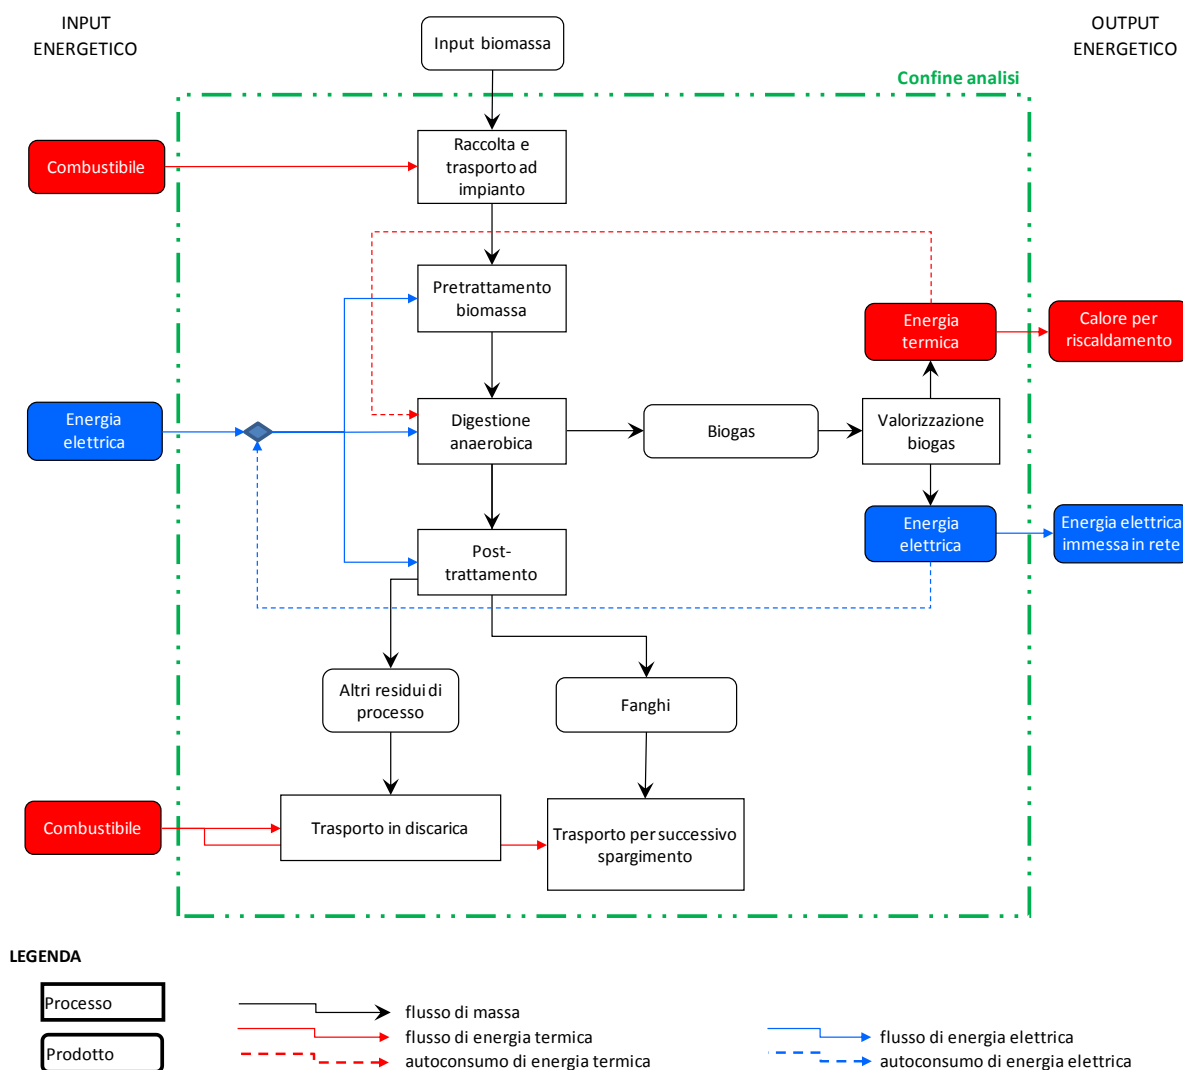 INPUT
ENERGETICO
Input biomassa
OUTPUT
ENERGETICO
Confine analisi
Combustibile
Raccolta e
trasporto ad
impianto
Pretrattamento
biomassa
Energia
termica
Calore per
riscaldamento
Energia
elettrica
Digestione
anaerobica
Biogas
Valorizzazione
biogas
Post-
trattamento
Energia
elettrica
Energia elettrica
immessa in rete
Altri residui di
processo
Fanghi
Combustibile
Trasporto in discarica
Trasporto per successivo
spargimento
LEGENDA
Processo
Prodotto
flusso di massa
flusso di energia termica
autoconsumo di energia termica
flusso di energia elettrica
autoconsumo di energia elettrica